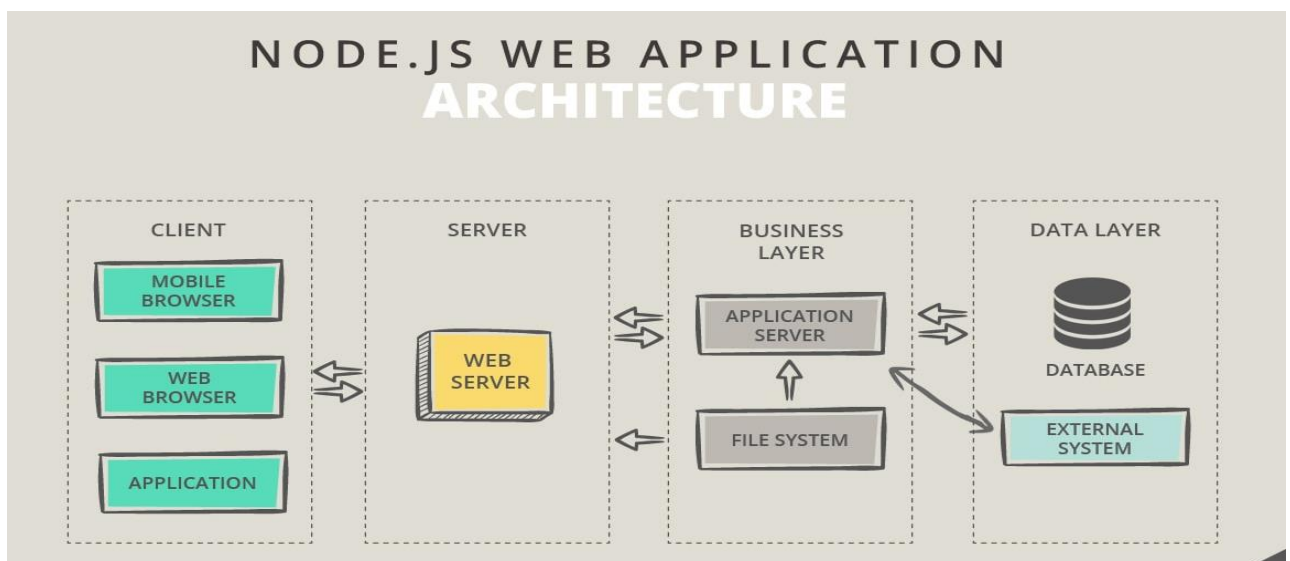 NODE.JS WEB APPLICATION
ARCHITECTURE
CLIENT
MOBILE
BROWSER
WEB
BROWSER
APPLICATION
SERVER
WEB
SERVER
BUSINESS
LAYER
APPLICATION
SERVER
FILE SYSTEM
DATA LAYER
DATABASE
EXTERNAL
SYSTEM